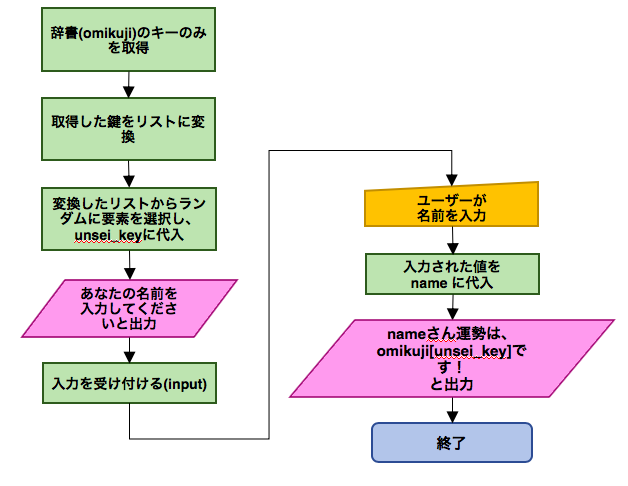 辞書(omikuji)のキーのみ
を取得
取得した鍵をリストに変
換
変換したリストからラン
ダムに要素を選択し、
unsei_keyに代入
あなたの名前を
入力してくださ
いと出力
入力を受け付ける(input)
ユーザーが
名前を入力
入力された値を
name に代入
nameさん運勢は、
omikuji[unsei_key]で
す！
と出力
終了